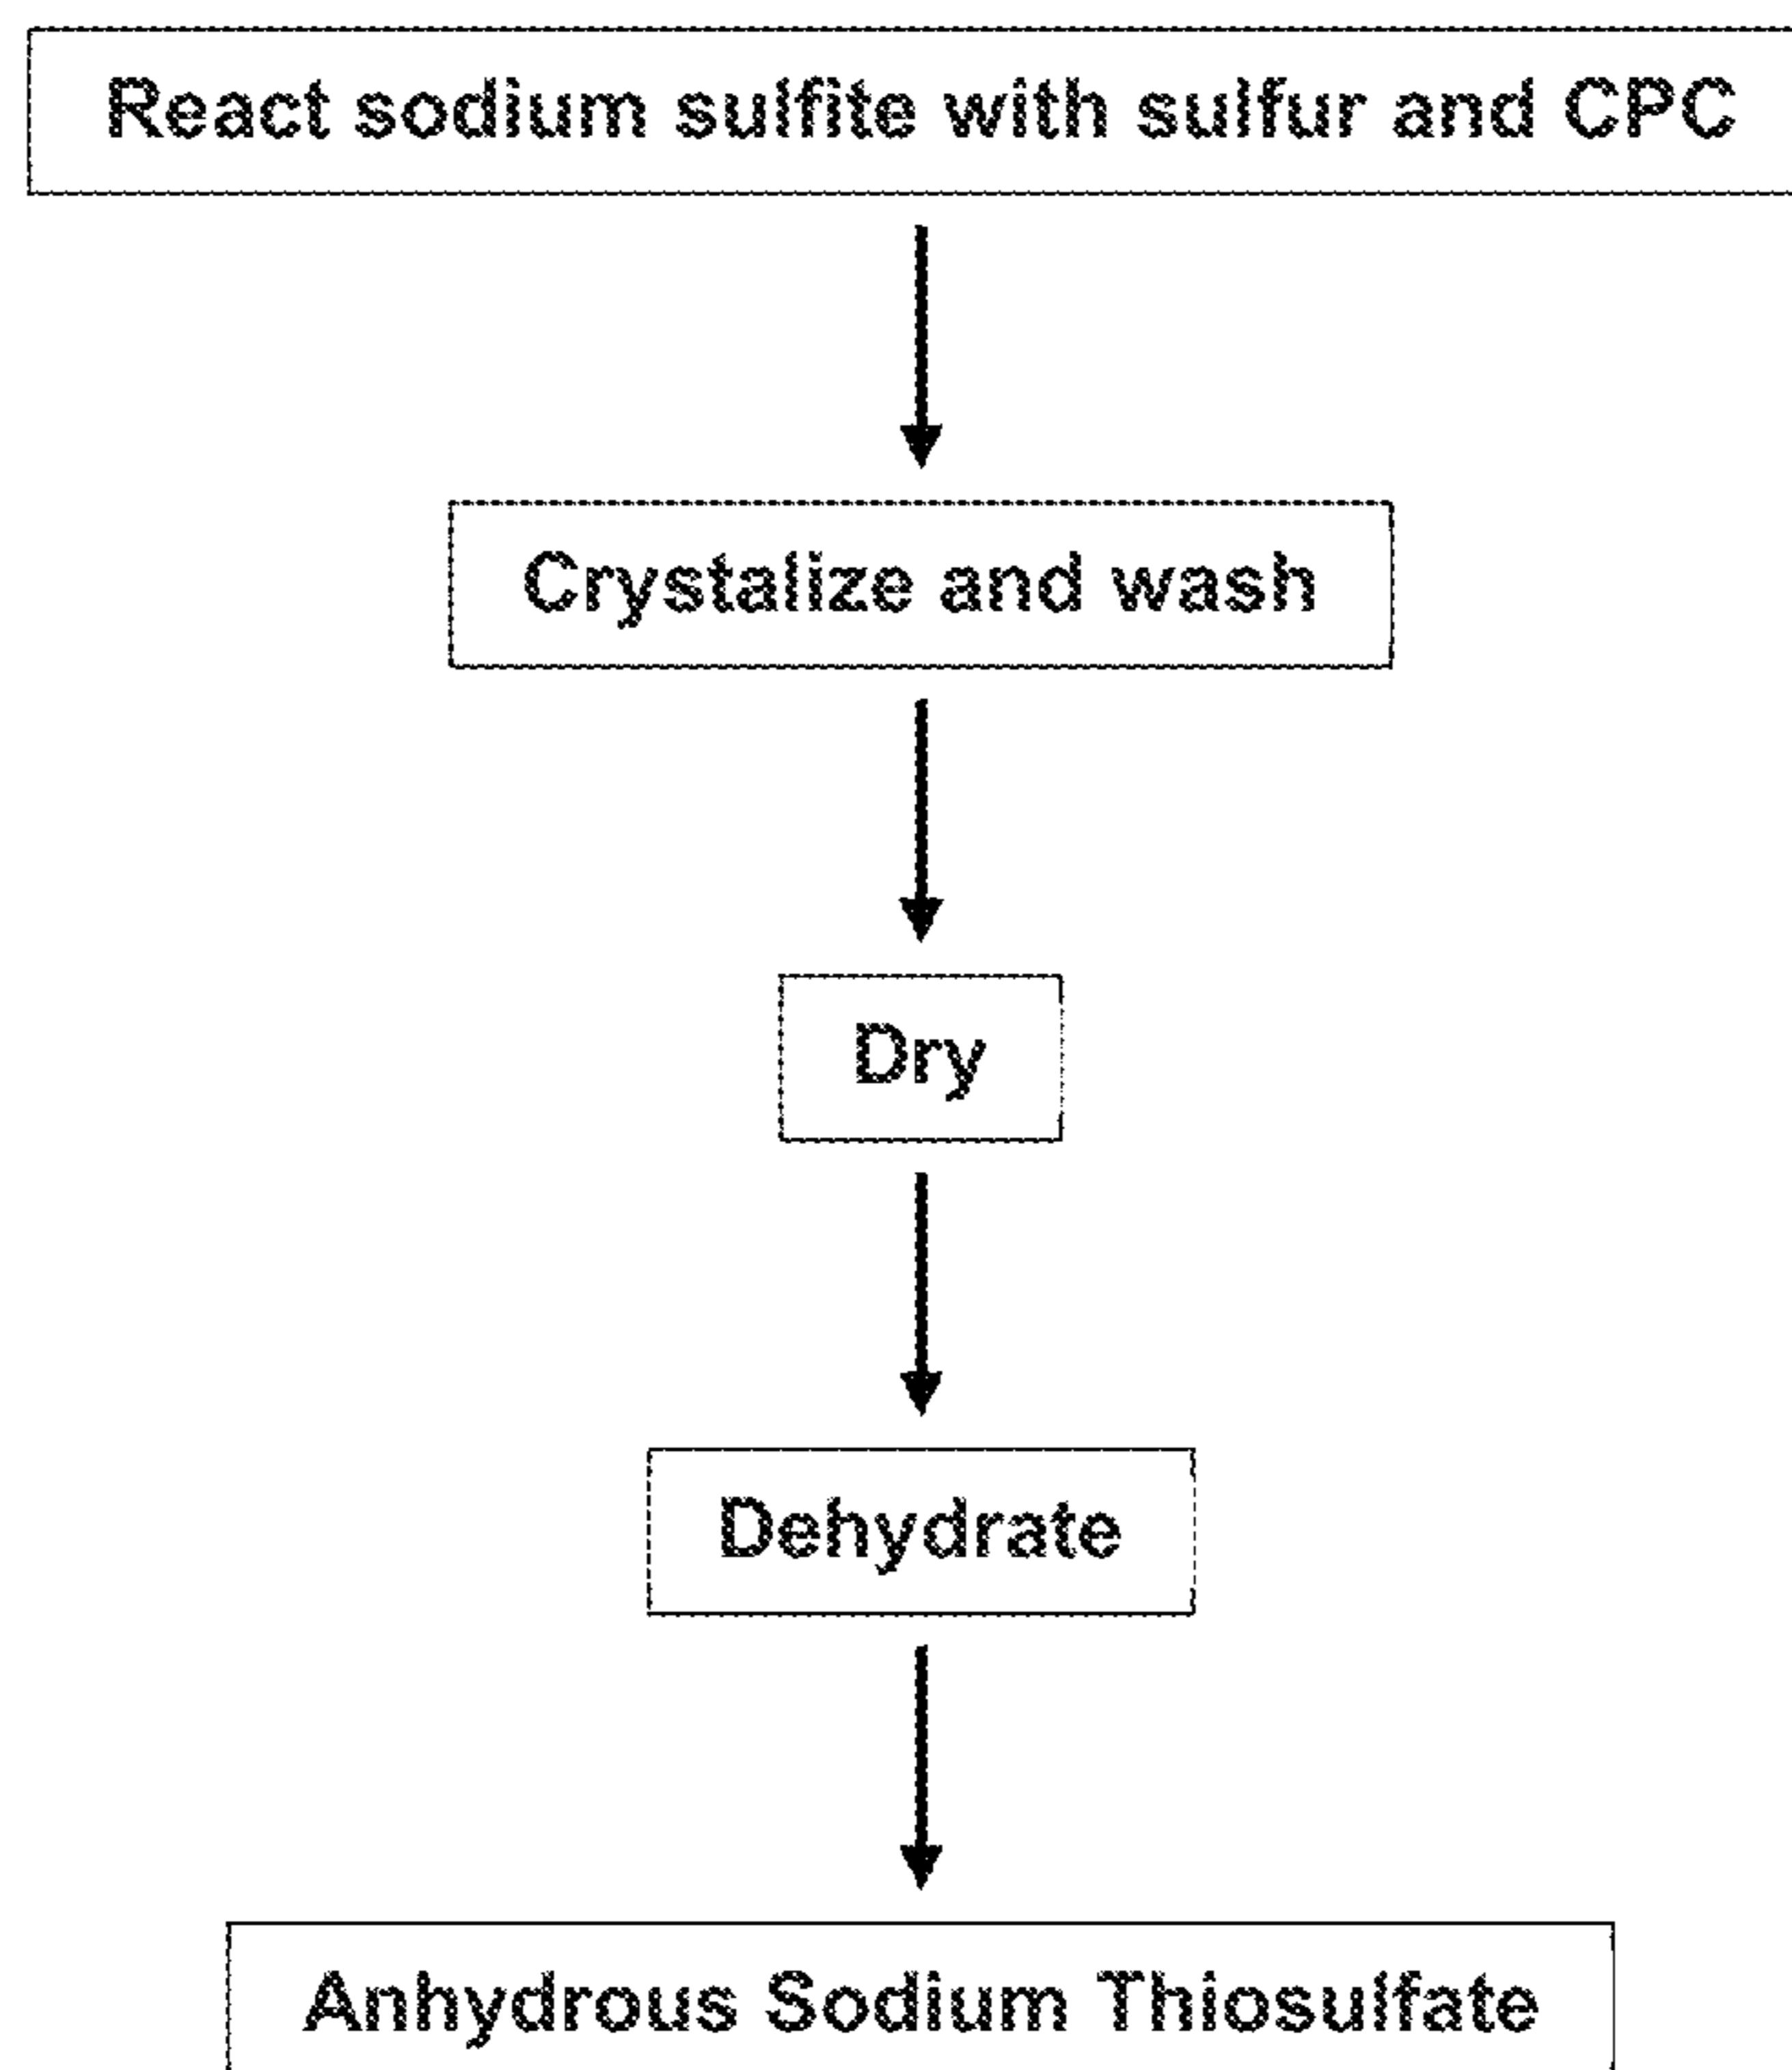 React sodium sulfite with sulfur and CPC
Crystalize and wash
Dry
Dehydrate
Anhydrous Sodium Thiosulfate